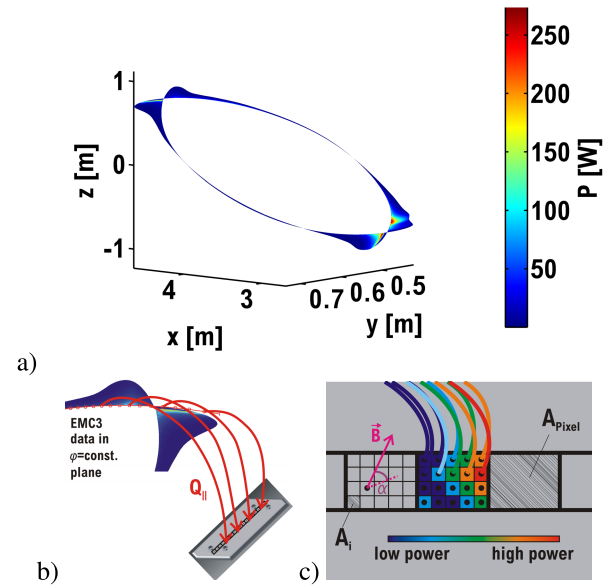 250
200
150
100
50
P [W]
1
0
-1
z [m]
4
3
x [m]
0.7
0.6
0.5
y [m]
a)
EMC3
data in
φ=const.
plane
Q||
b)
B
α
A_i
A_Pixel
low power
high power
c)